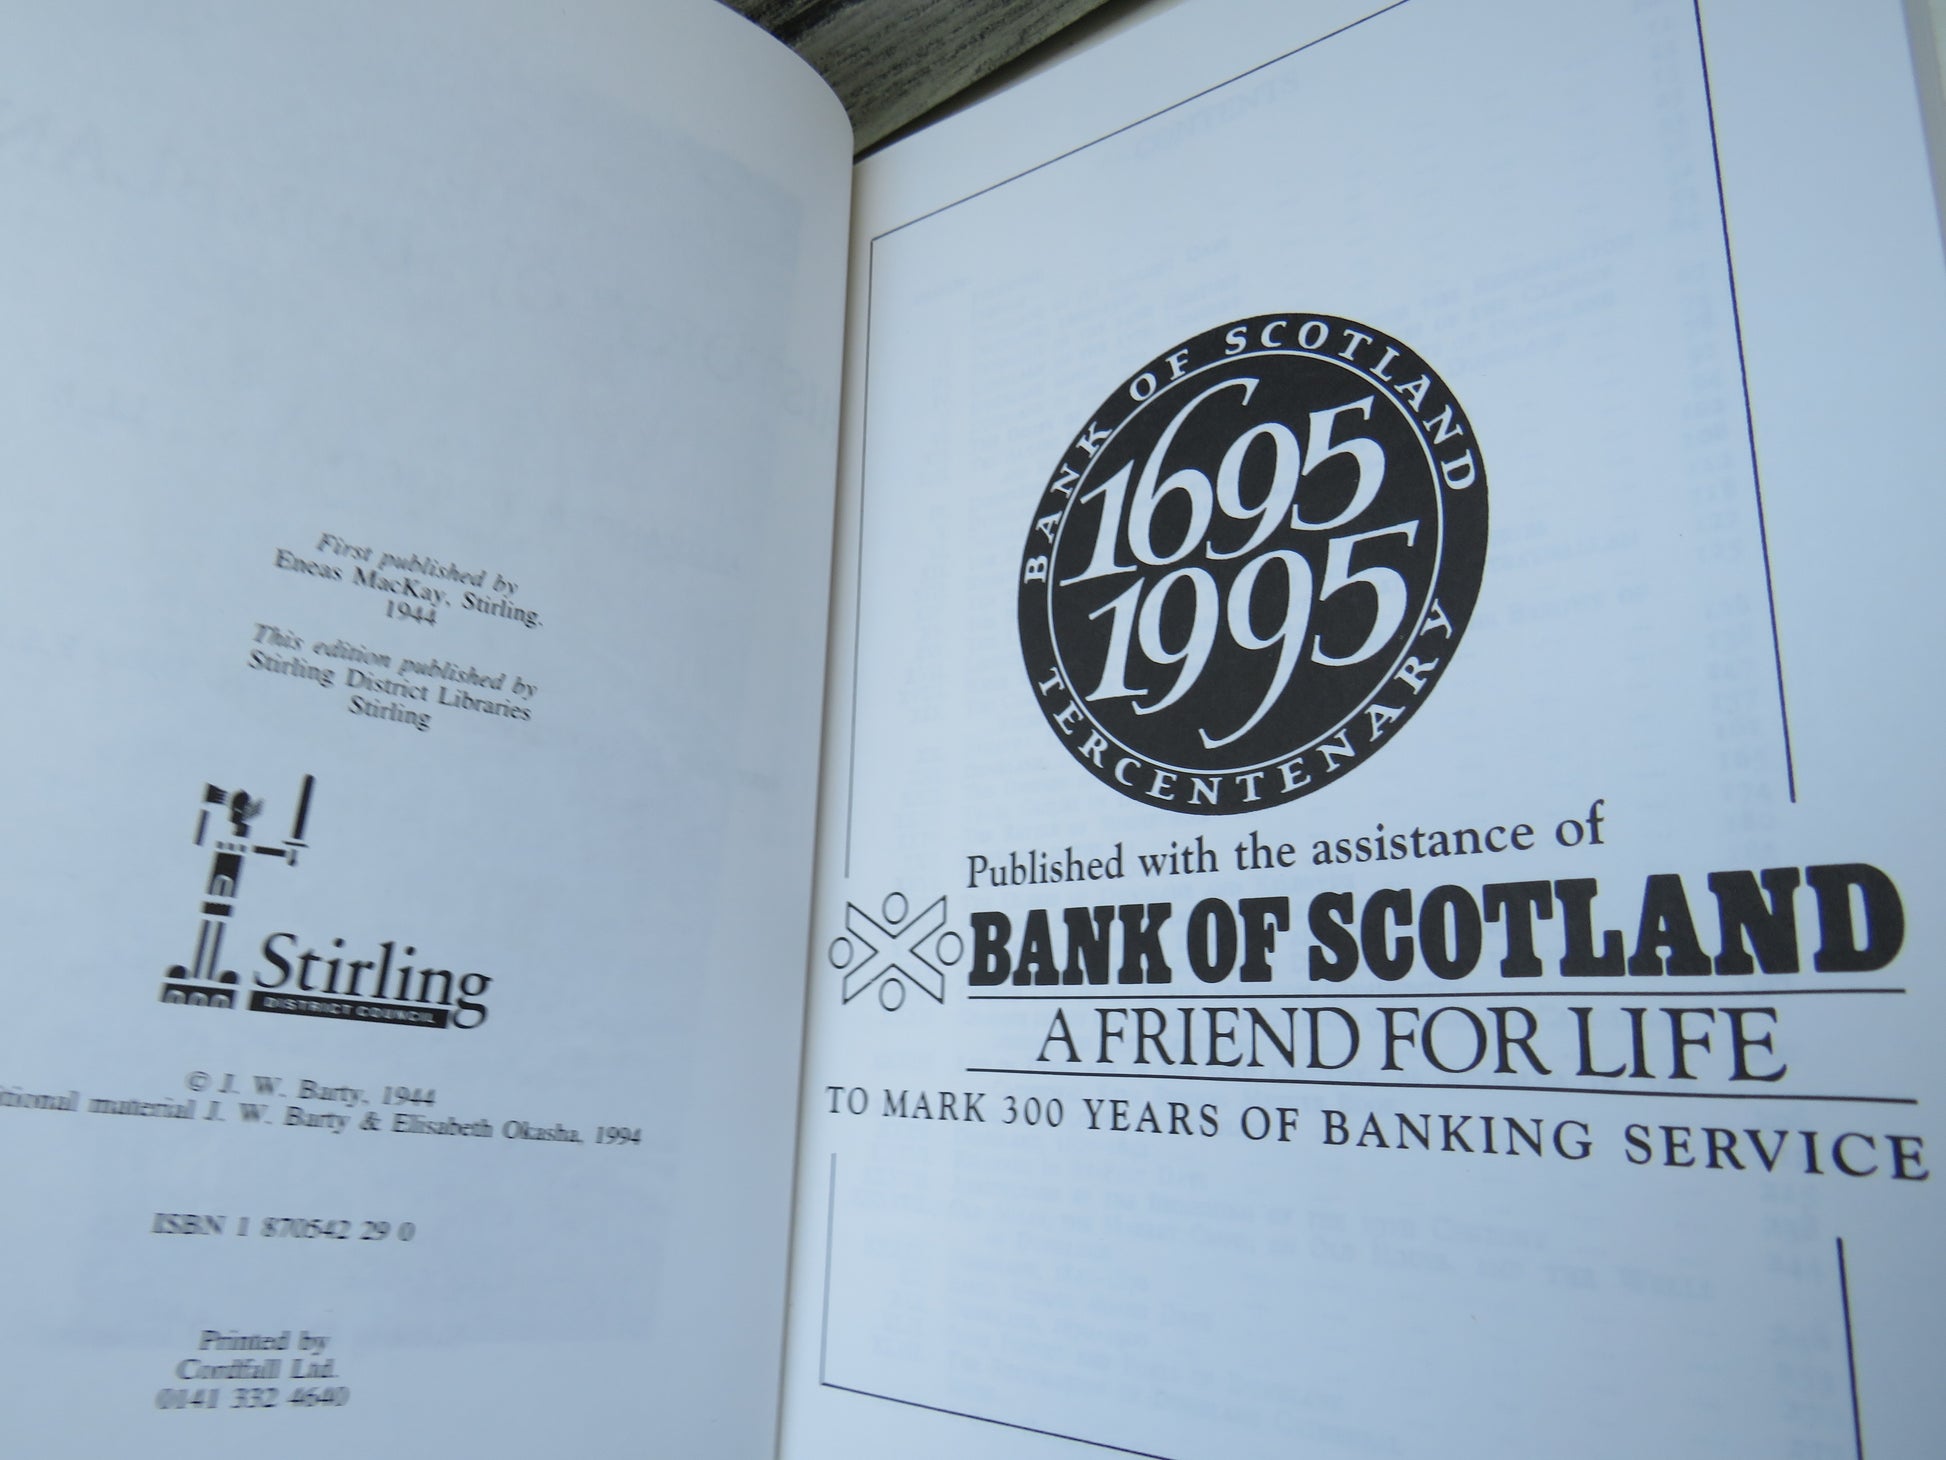 First published by
Eneas MacKay, Stirling,
1944
This edition published by
Stirling District Libraries
Stirling
Stirling
DISTRICT COUNCIL
© J. W. Barty, 1944
material J. W. Barty & Elisabeth Okasha, 1994
ISBN 1 870542 29 0
Printed by
Cordfall Ltd.
0141 332 4640
BANK OF SCOTLAND
1695
1995
TERCENTENARY
Published with the assistance of
BANK OF SCOTLAND
A FRIEND FOR LIFE
TO MARK 300 YEARS OF BANKING SERVICE